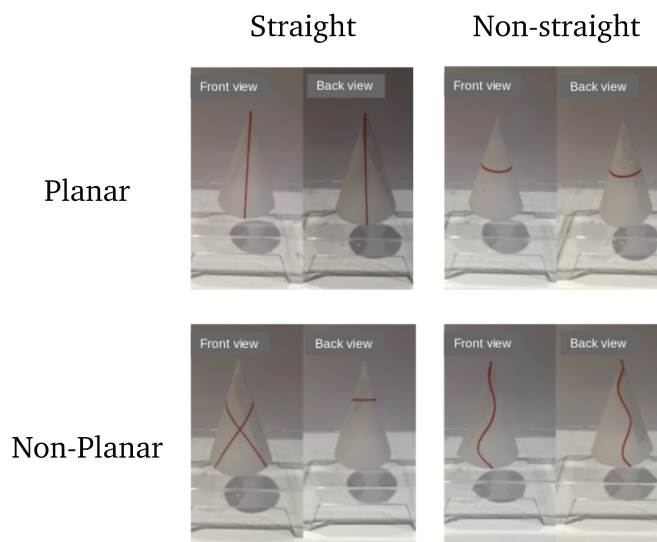 Straight
Non-straight
Planar
Front view
Back view
Front view
Back view
Non-Planar
Front view
Back view
Front view
Back view